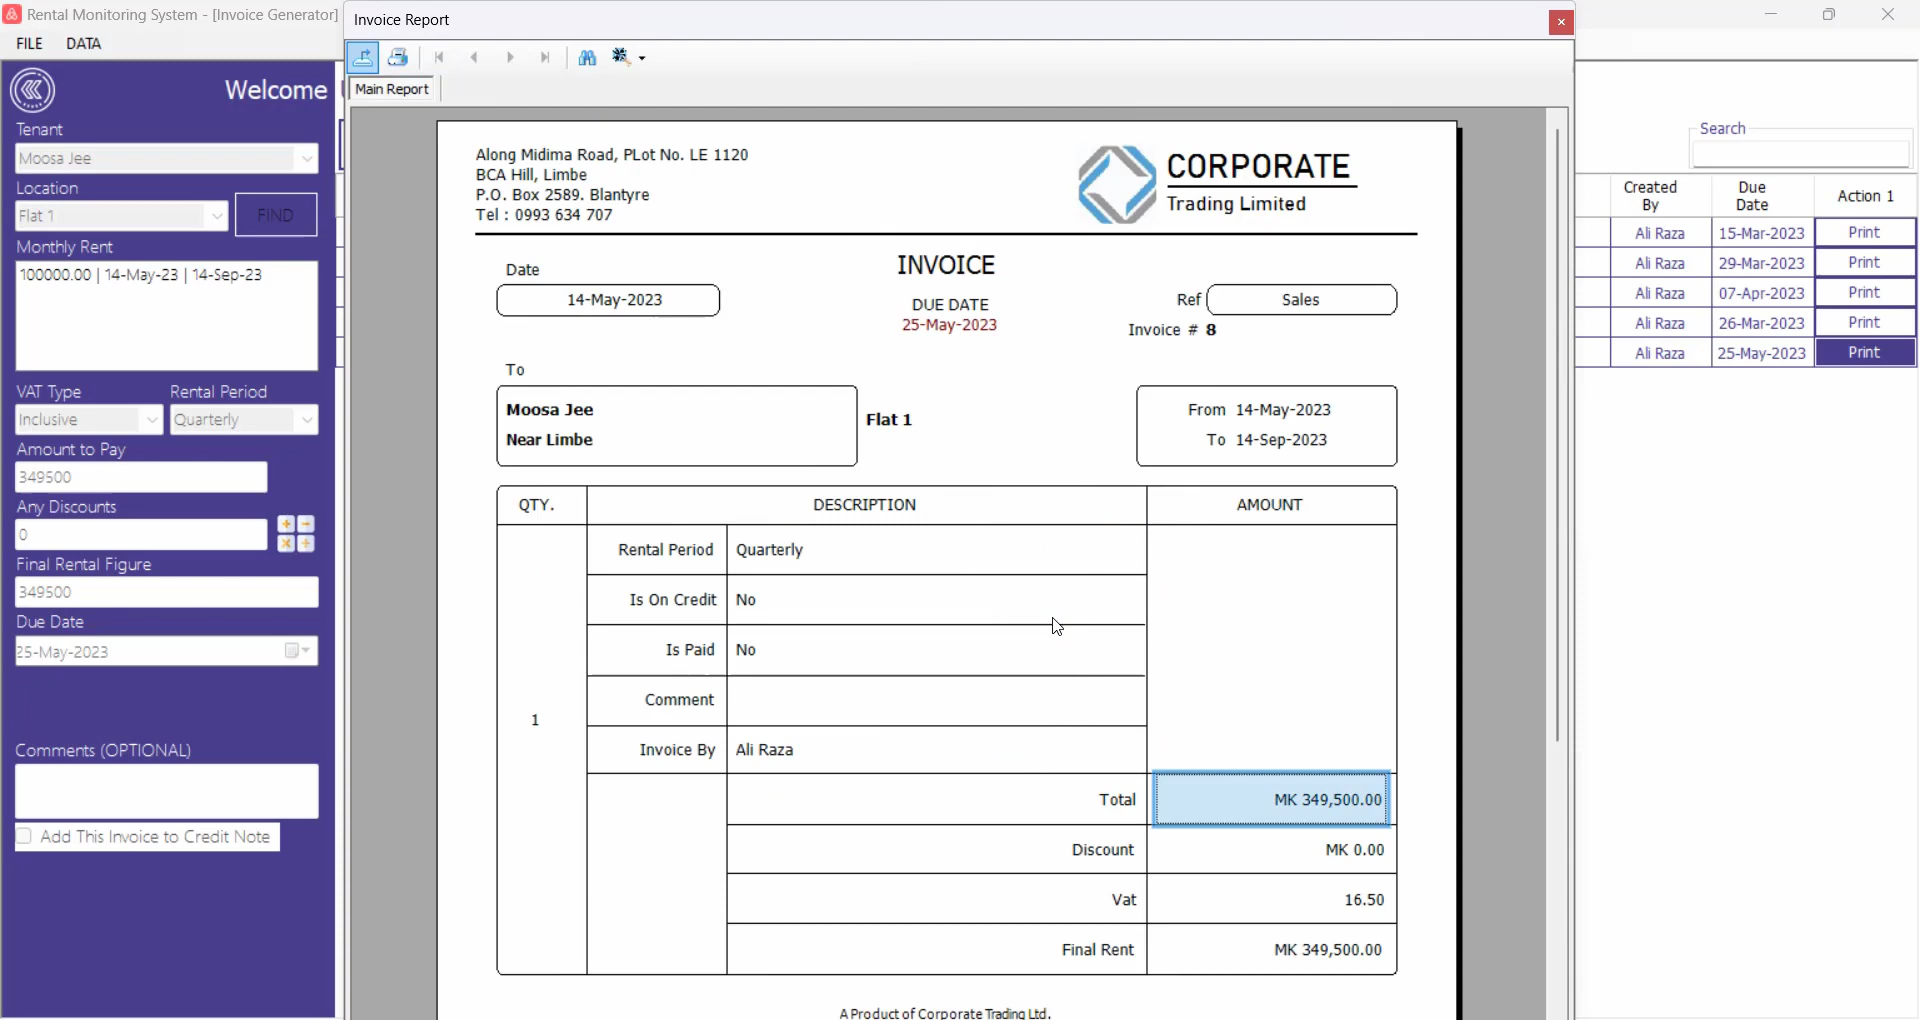 Rental Monitoring System - [Invoice Generator]
Invoice Report
FILE DATA
Main Report
Welcome
Tenant
Moosa Jee
Location
Flat 1
FIND
Monthly Rent
100000.00 | 14-May-23 | 14-Sep-23
VAT Type Rental Period
Inclusive Quarterly
Amount to Pay
349500
Any Discounts
0
Final Rental Figure
349500
Due Date
25-May-2023
Comments (OPTIONAL)
Add This Invoice to Credit Note
Along Midima Road, PLot No. LE 1120
BCA Hill, Limbe
P.O. Box 2589. Blantyre
Tel : 0993 634 707
CORPORATE
Trading Limited
INVOICE
Date
14-May-2023
DUE DATE
25-May-2023
Ref Sales
Invoice # 8
To
Moosa Jee
Near Limbe
Flat 1
From 14-May-2023
To 14-Sep-2023
QTY. DESCRIPTION AMOUNT
Rental Period Quarterly
Is On Credit No
Is Paid No
Comment
1
Invoice By Ali Raza
Total MK 349,500.00
Discount MK 0.00
Vat 16.50
Final Rent MK 349,500.00
A Product of Corporate Trading Ltd.
Search
Created By Due Date Action 1
Ali Raza 15-Mar-2023 Print
Ali Raza 29-Mar-2023 Print
Ali Raza 07-Apr-2023 Print
Ali Raza 26-Mar-2023 Print
Ali Raza 25-May-2023 Print